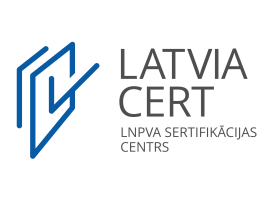 LATVIA
CERT
LNPVA SERTIFIKĀCIJAS
CENTRS